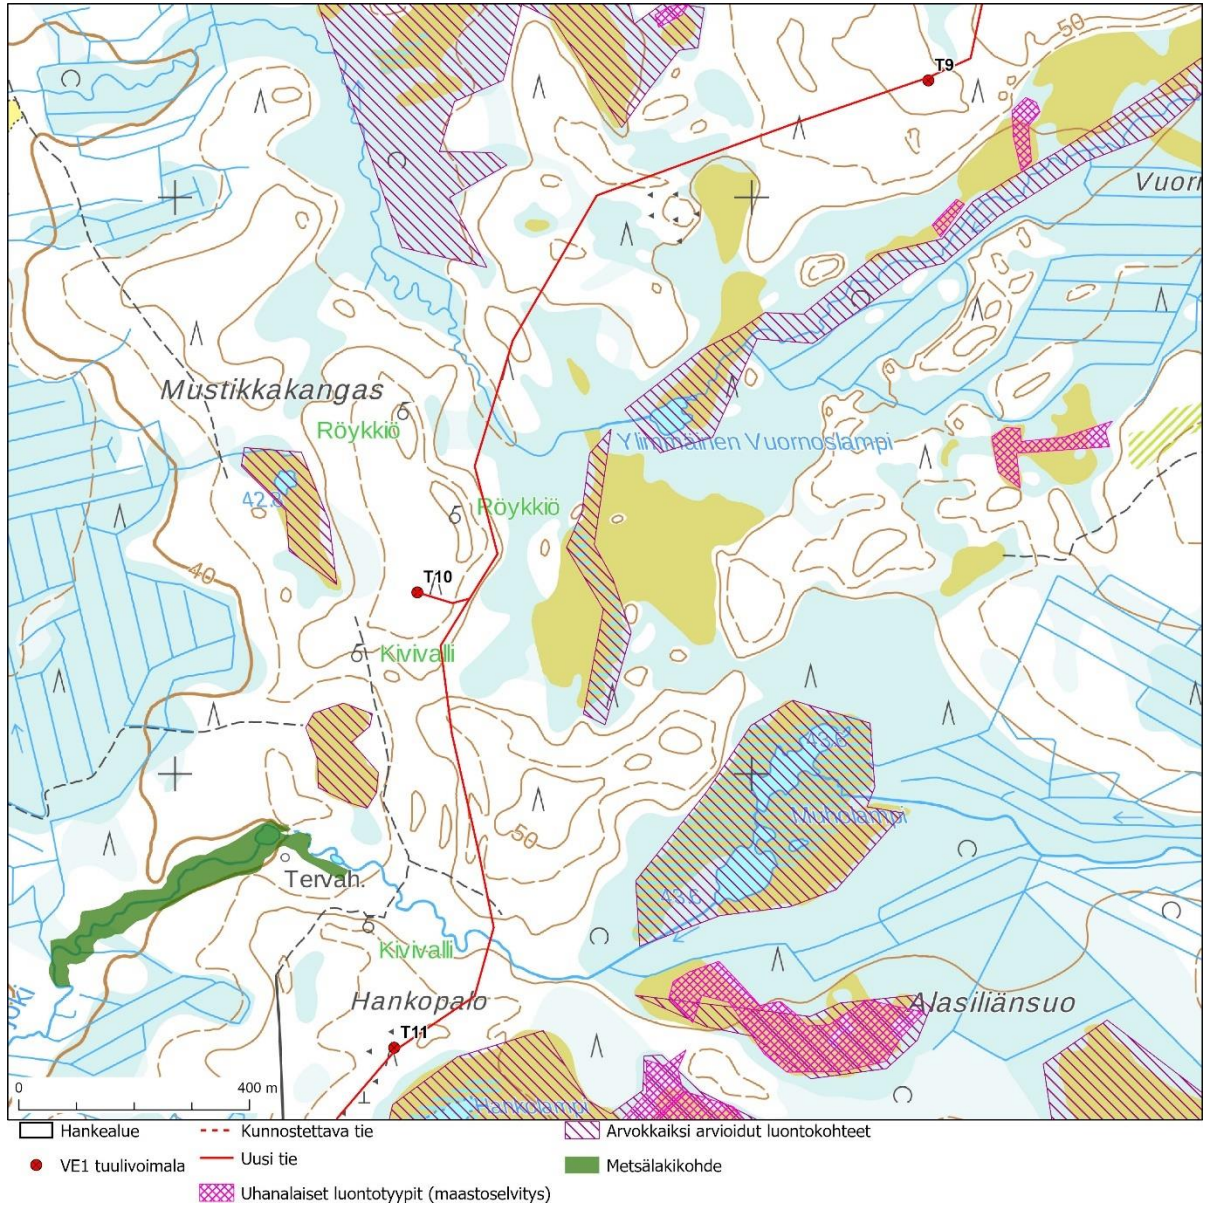 50
T9
Vuorn
Mustikkakangas
Röykkiö
Ylimmäinen Vuornoslampi
42.8
Röykkiö
40
T10
Kivivalli
43.6
50
Muholampi
Tervah.
43.6
Kivivalli
Hankopalo
Alasiliänsuo
joki
T11
0
400 m
Hankolampi
Hankealue
Kunnostettava tie
Arvokkaiksi arvioidut luontokohteet
VE1 tuulivoimala
Uusi tie
Metsälakikohde
Uhanalaiset luontotyypit (maastoselvitys)